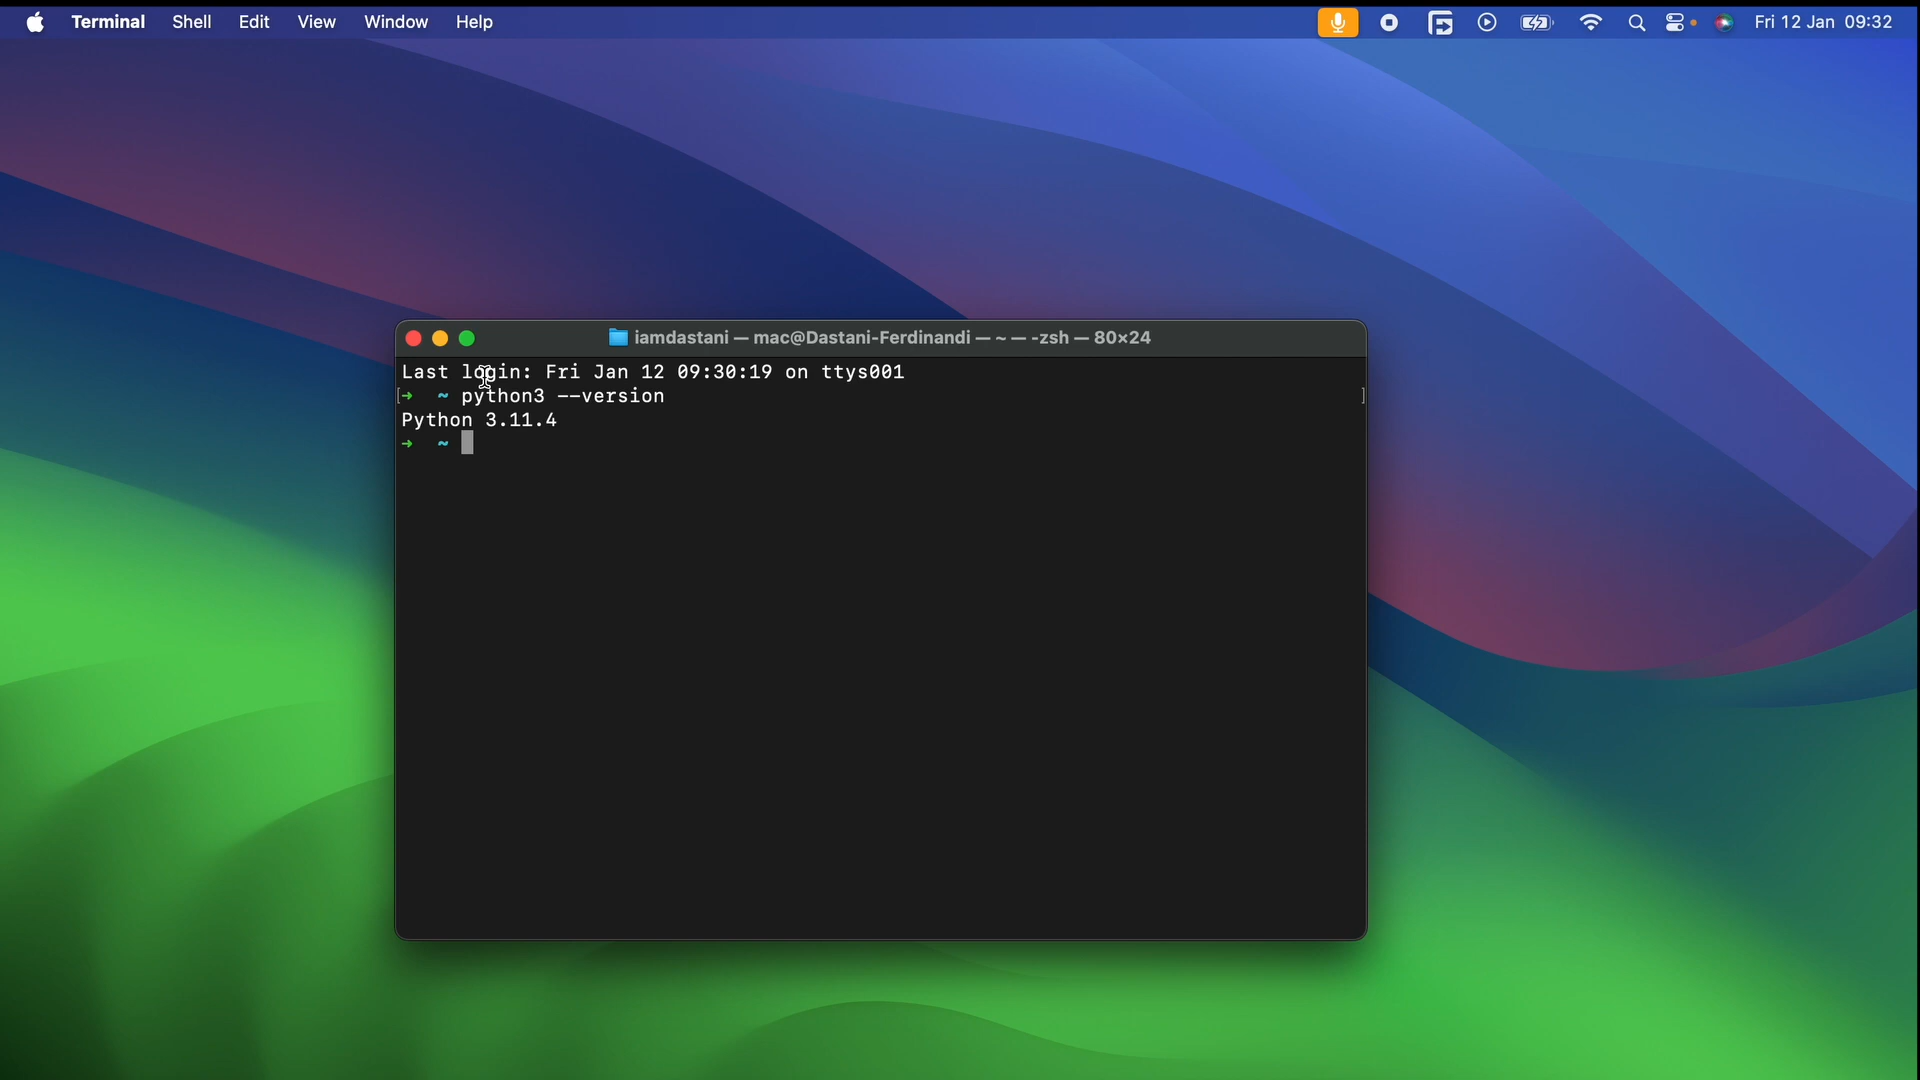 Terminal Shell Edit View Window Help Fri 12 Jan 09:32
iamdastani — mac@Dastani-Ferdinandi — ~ — -zsh — 80×24
Last login: Fri Jan 12 09:30:19 on ttys001
[➜ ~ python3 --version ]
Python 3.11.4
➜ ~